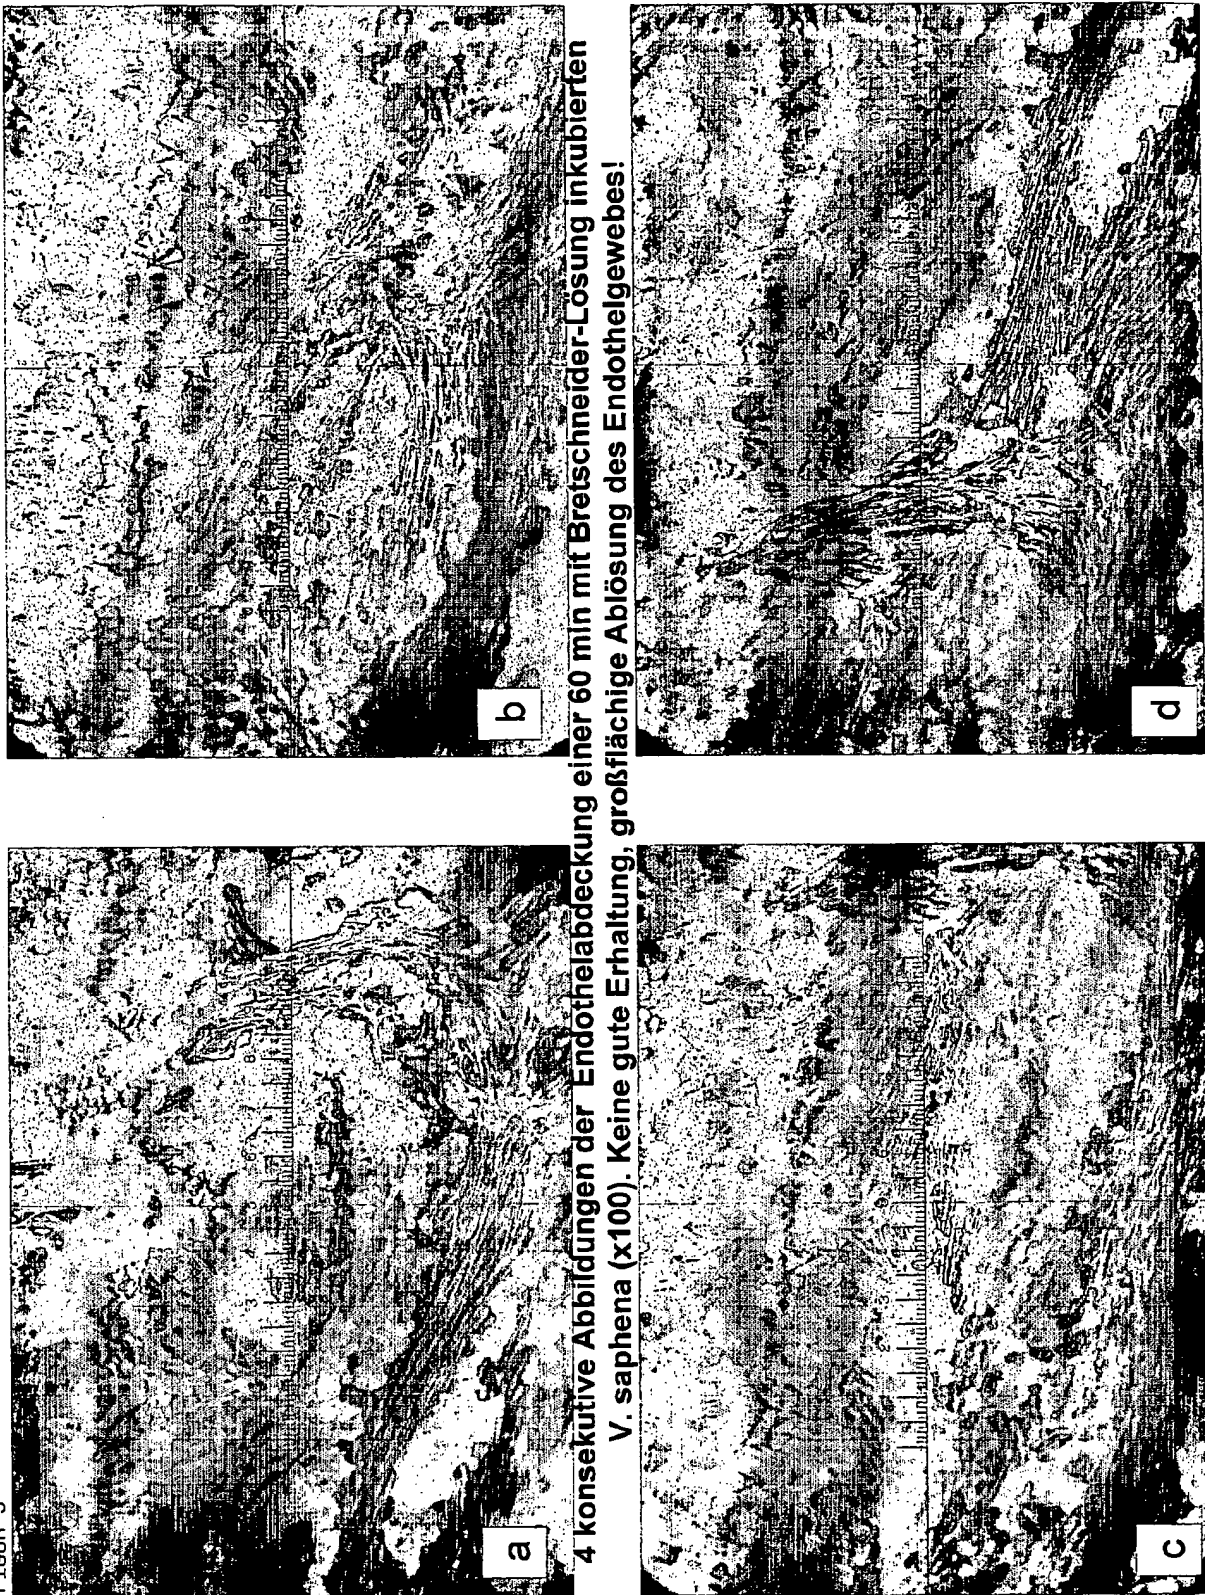 a
b
4 konsekutive Abbildungen der Endothelabdeckung einer 60 min mit Bretschneider-Lösung inkubierten
V. saphena (x100). Keine gute Erhaltung, großflächige Ablösung des Endothelgewebes!
c
d